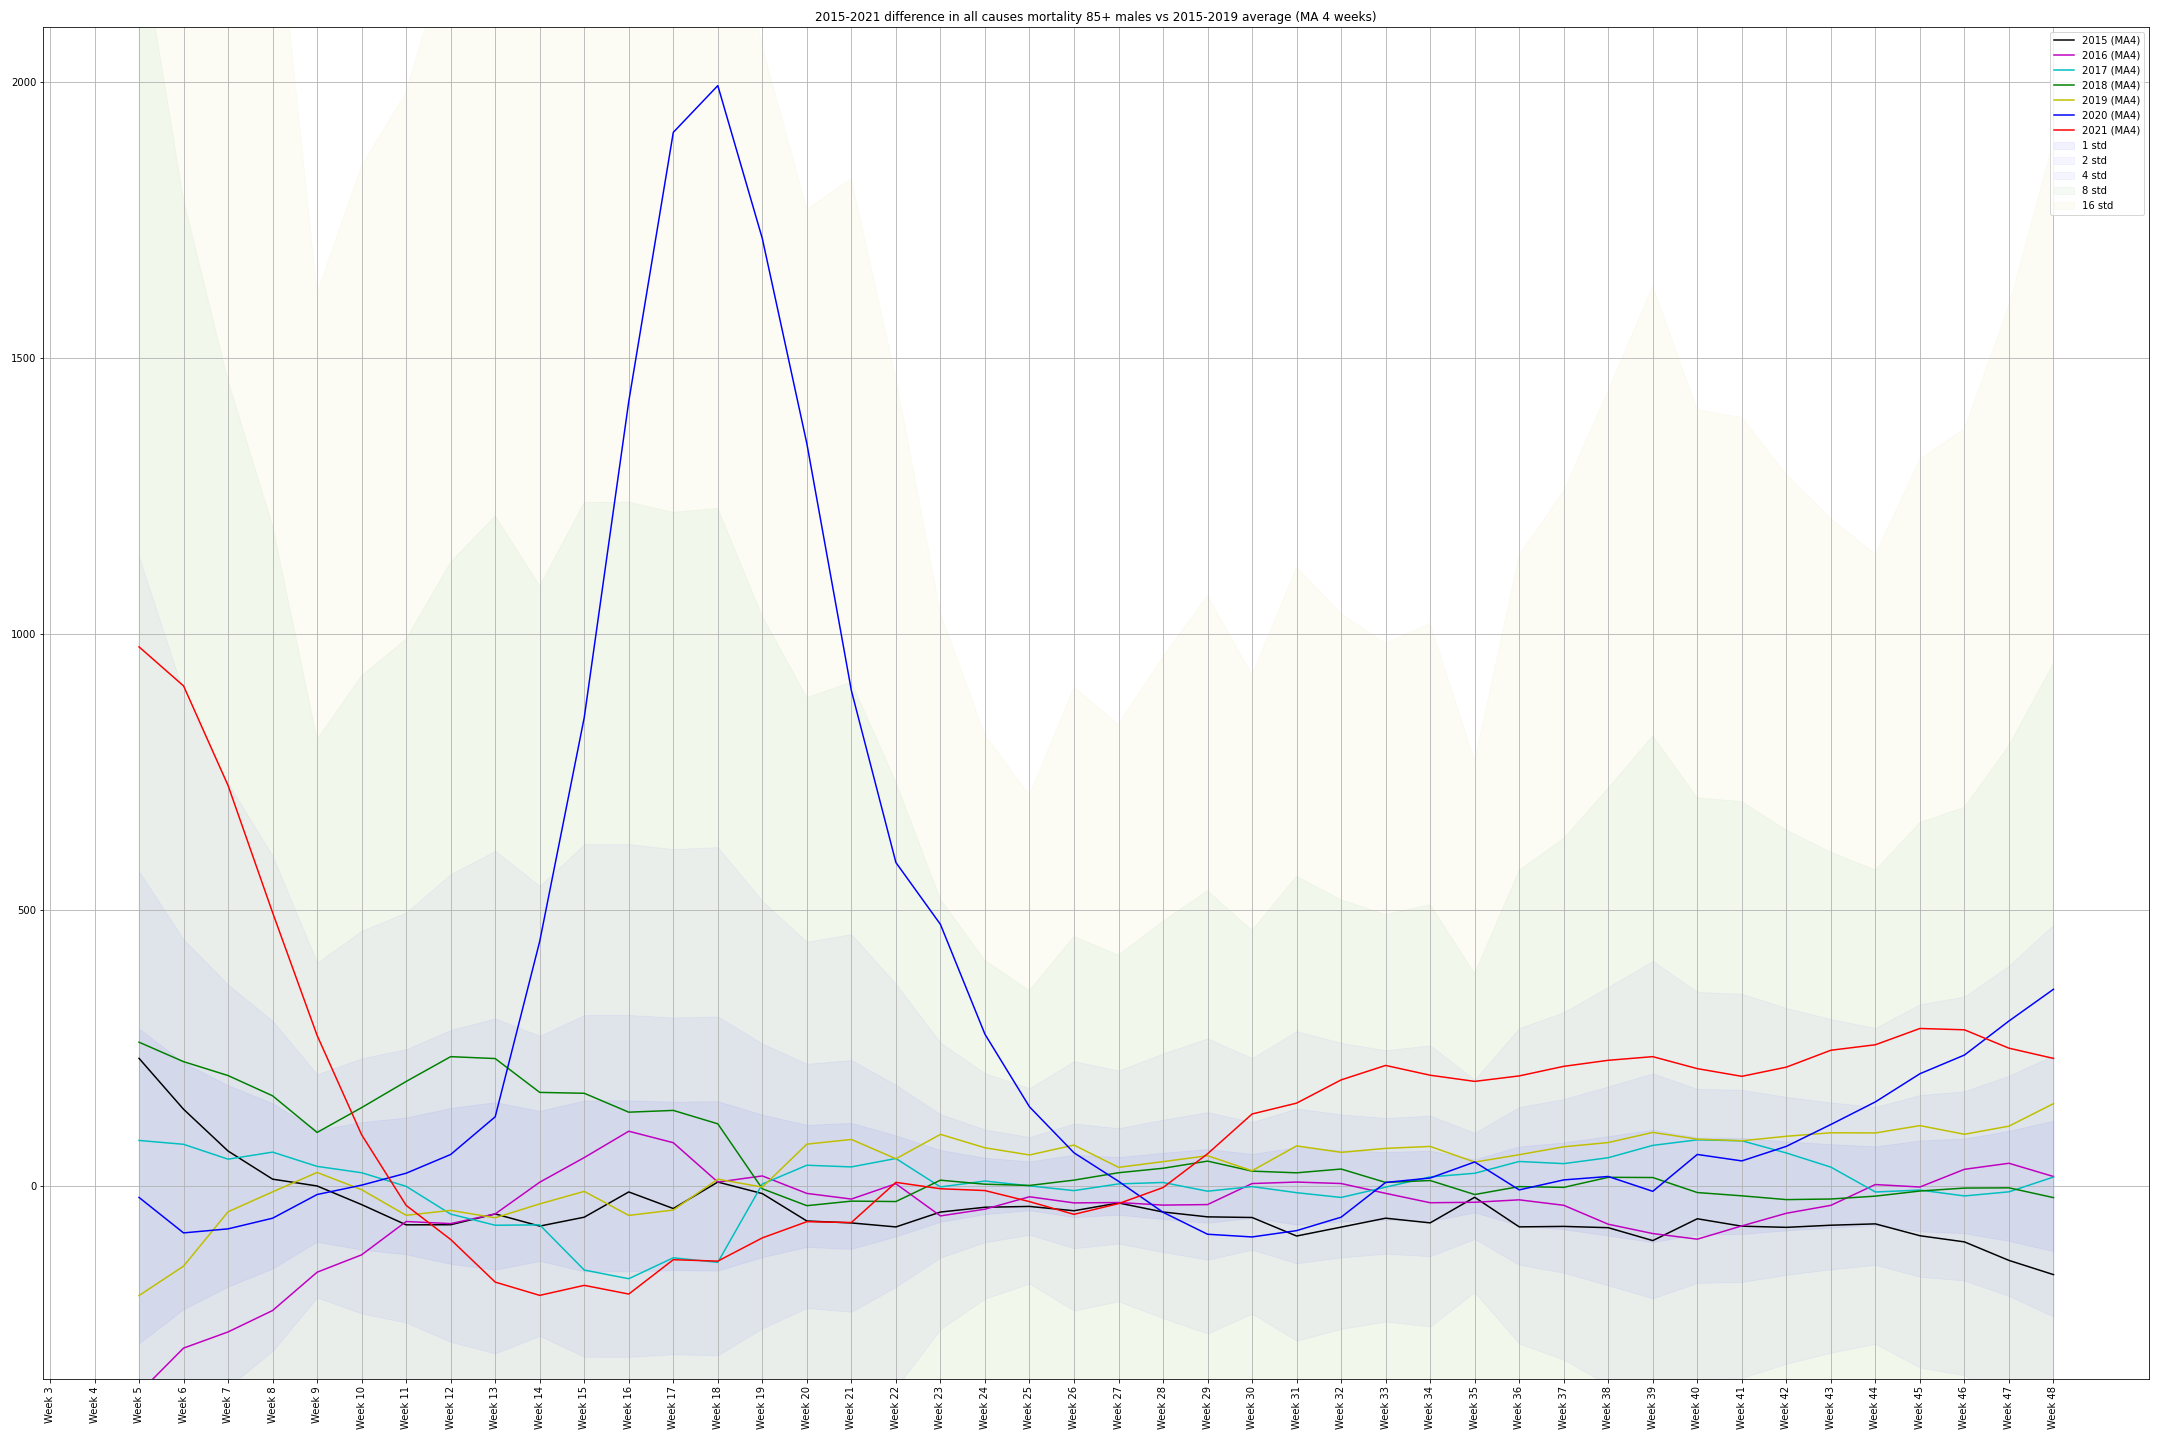 2015-2021 difference in all causes mortality 85+ males vs 2015-2019 average (MA 4 weeks)
2015 (MA4)
2016 (MA4)
2017 (MA4)
2018 (MA4)
2019 (MA4)
2020 (MA4)
2021 (MA4)
1 std
2 std
4 std
8 std
16 std
2000
1500
1000
500
0
Week 3
Week 4
Week 5
Week 6
Week 7
Week 8
Week 9
Week 10
Week 11
Week 12
Week 13
Week 14
Week 15
Week 16
Week 17
Week 18
Week 19
Week 20
Week 21
Week 22
Week 23
Week 24
Week 25
Week 26
Week 27
Week 28
Week 29
Week 30
Week 31
Week 32
Week 33
Week 34
Week 35
Week 36
Week 37
Week 38
Week 39
Week 40
Week 41
Week 42
Week 43
Week 44
Week 45
Week 46
Week 47
Week 48